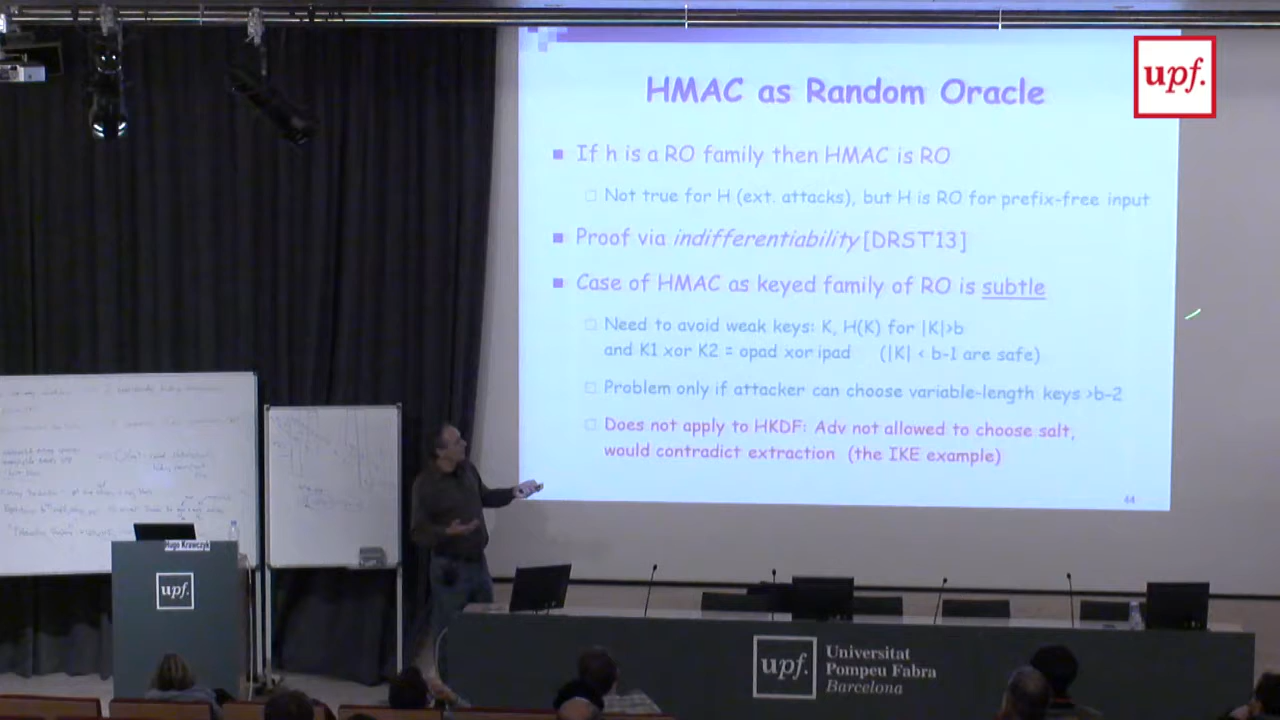 upf.
HMAC as Random Oracle
If h is a RO family then HMAC is RO
Not true for H (ext. attacks), but H is RO for prefix-free input
Proof via indifferentiability [DRST'13]
Case of HMAC as keyed family of RO is subtle
Need to avoid weak keys: K, H(K) for |K|>b
and K1 xor K2 = opad xor ipad (|K| < b-1 are safe)
Problem only if attacker can choose variable-length keys >b-2
Does not apply to HKDF: Adv not allowed to choose salt,
would contradict extraction (the IKE example)
44
Hugo Krawczyk
upf.
upf.
Universitat
Pompeu Fabra
Barcelona